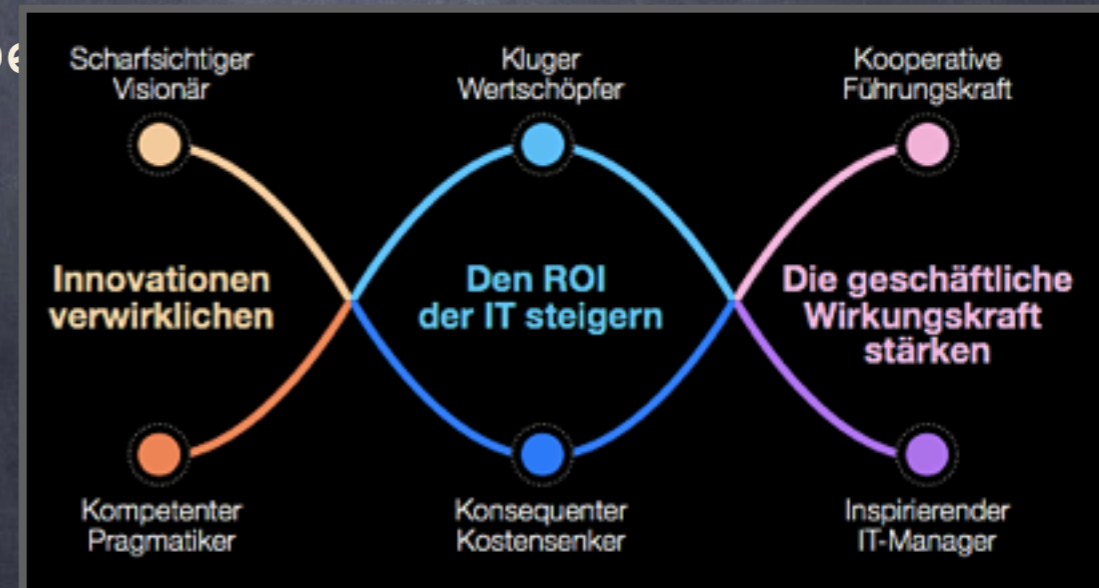 Scharfsichtiger
Visionär
Kluger
Wertschöpfer
Kooperative
Führungskraft
Innovationen
verwirklichen
Den ROI
der IT steigern
Die geschäftliche
Wirkungskraft
stärken
Kompetenter
Pragmatiker
Konsequenter
Kostensenker
Inspirierender
IT-Manager